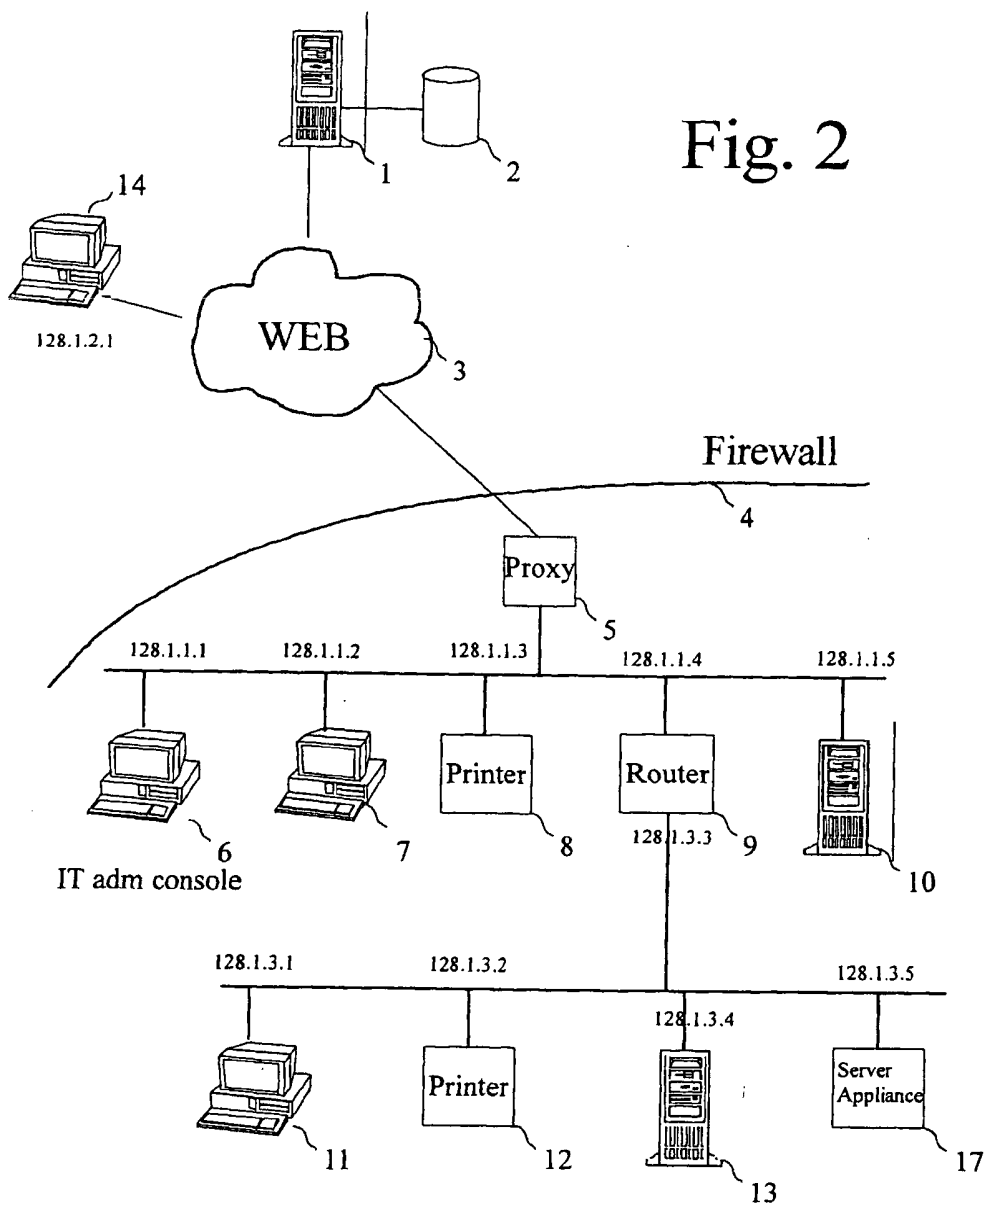 Fig. 2
1
2
14
128.1.2.1
WEB
3
Firewall
4
Proxy
5
128.1.1.1
128.1.1.2
128.1.1.3
128.1.1.4
128.1.1.5
Printer
Router
6
7
8
128.1.3.3
9
10
IT adm console
128.1.3.1
128.1.3.2
128.1.3.5
128.1.3.4
Printer
Server
Appliance
11
12
13
17